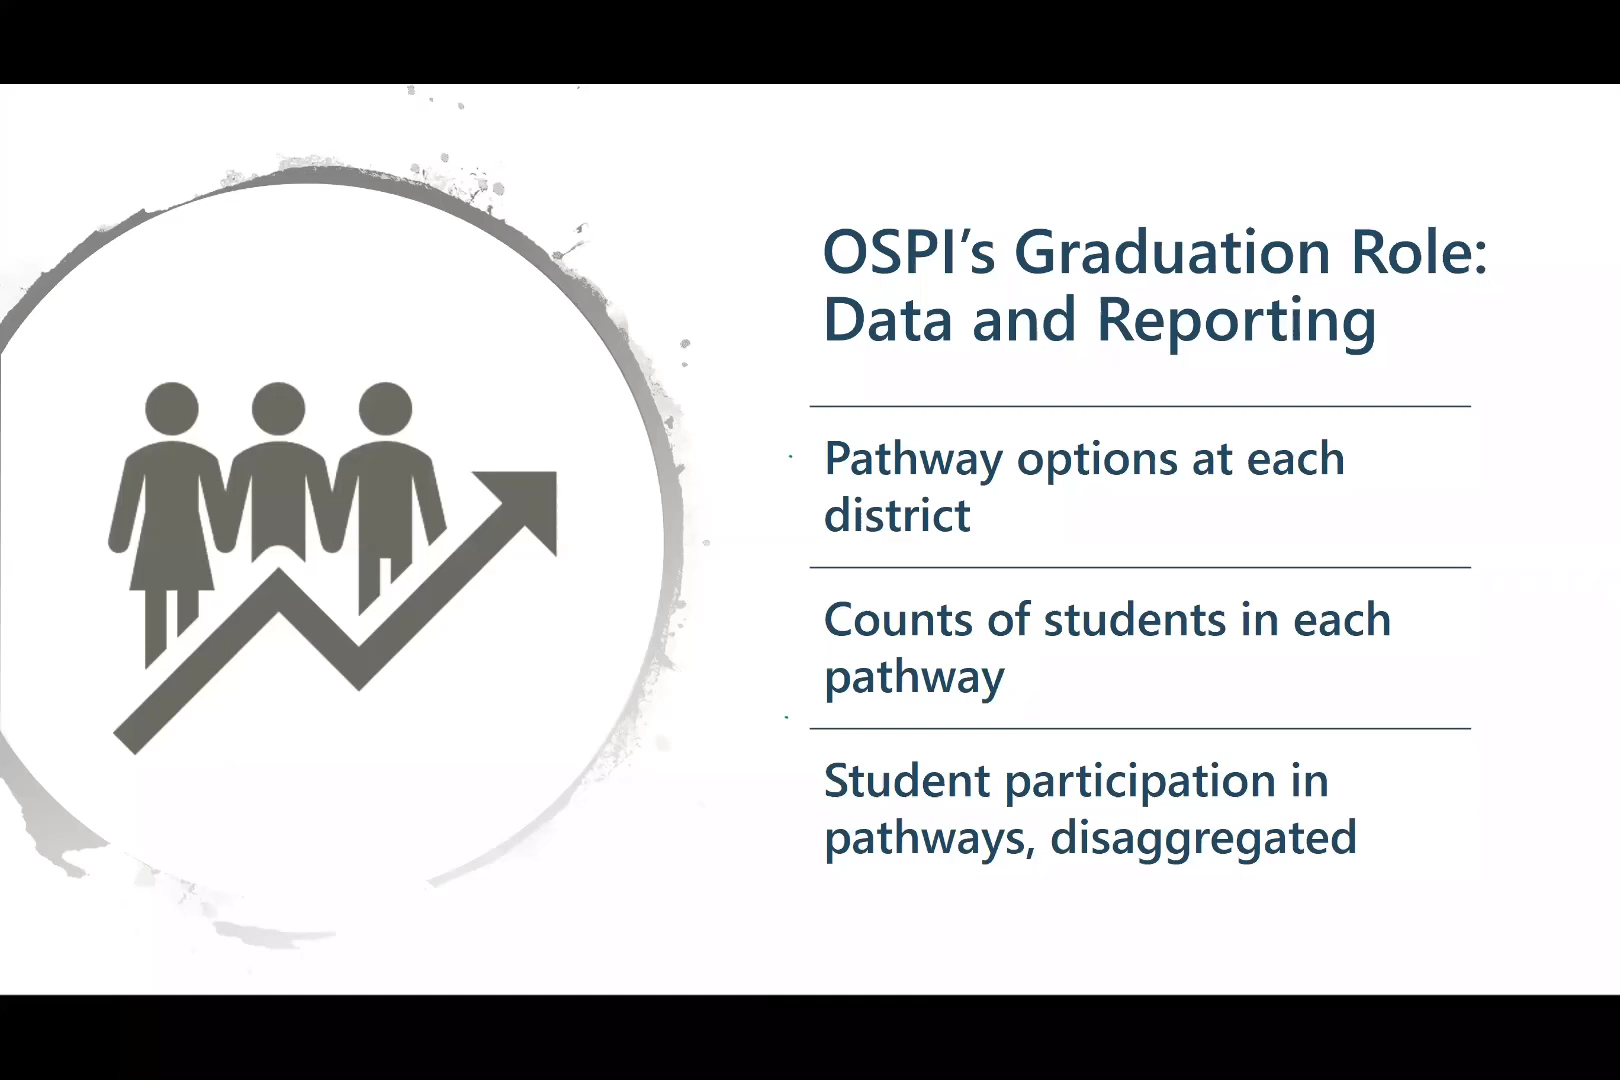 OSPI’s Graduation Role:
Data and Reporting
Pathway options at each
district
Counts of students in each
pathway
Student participation in
pathways, disaggregated